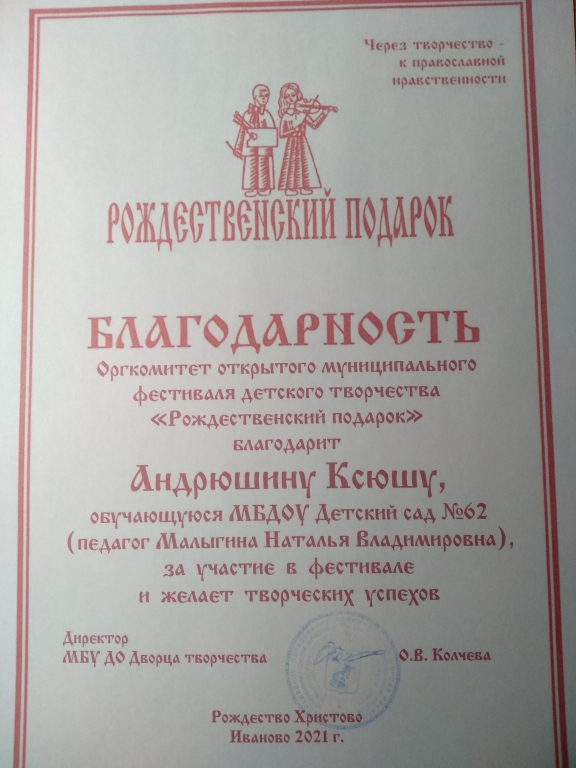 Через творчество -
к православной
нравственности
РОЖДЕСТВЕНСКИЙ ПОДАРОК
БЛАГОДАРНОСТЬ
Оргкомитет открытого муниципального
фестиваля детского творчества
«Рождественский подарок»
благодарит
Андрюшину Ксюшу,
обучающуюся МБДОУ Детский сад №62
(педагог Малыгина Наталья Владимировна),
за участие в фестивале
и желает творческих успехов
Директор
МБУ ДО Дворца творчества О.В. Колчева
Рождество Христово
Иваново 2021 г.